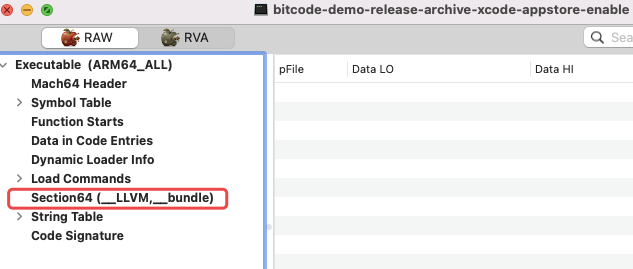 bitcode-demo-release-archive-xcode-appstore-enable
RAW
RVA
Sea
Executable (ARM64_ALL)
pFile
Data LO
Data HI
Mach64 Header
Symbol Table
Function Starts
Data in Code Entries
Dynamic Loader Info
Load Commands
Section64 (__LLVM,__bundle)
String Table
Code Signature